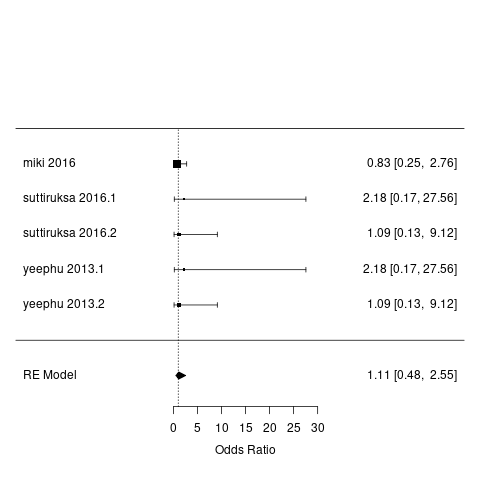 miki 2016 0.83 [0.25, 2.76]
suttiruksa 2016.1 2.18 [0.17, 27.56]
suttiruksa 2016.2 1.09 [0.13, 9.12]
yeephu 2013.1 2.18 [0.17, 27.56]
yeephu 2013.2 1.09 [0.13, 9.12]
RE Model 1.11 [0.48, 2.55]
0 5 10 15 20 25 30
Odds Ratio